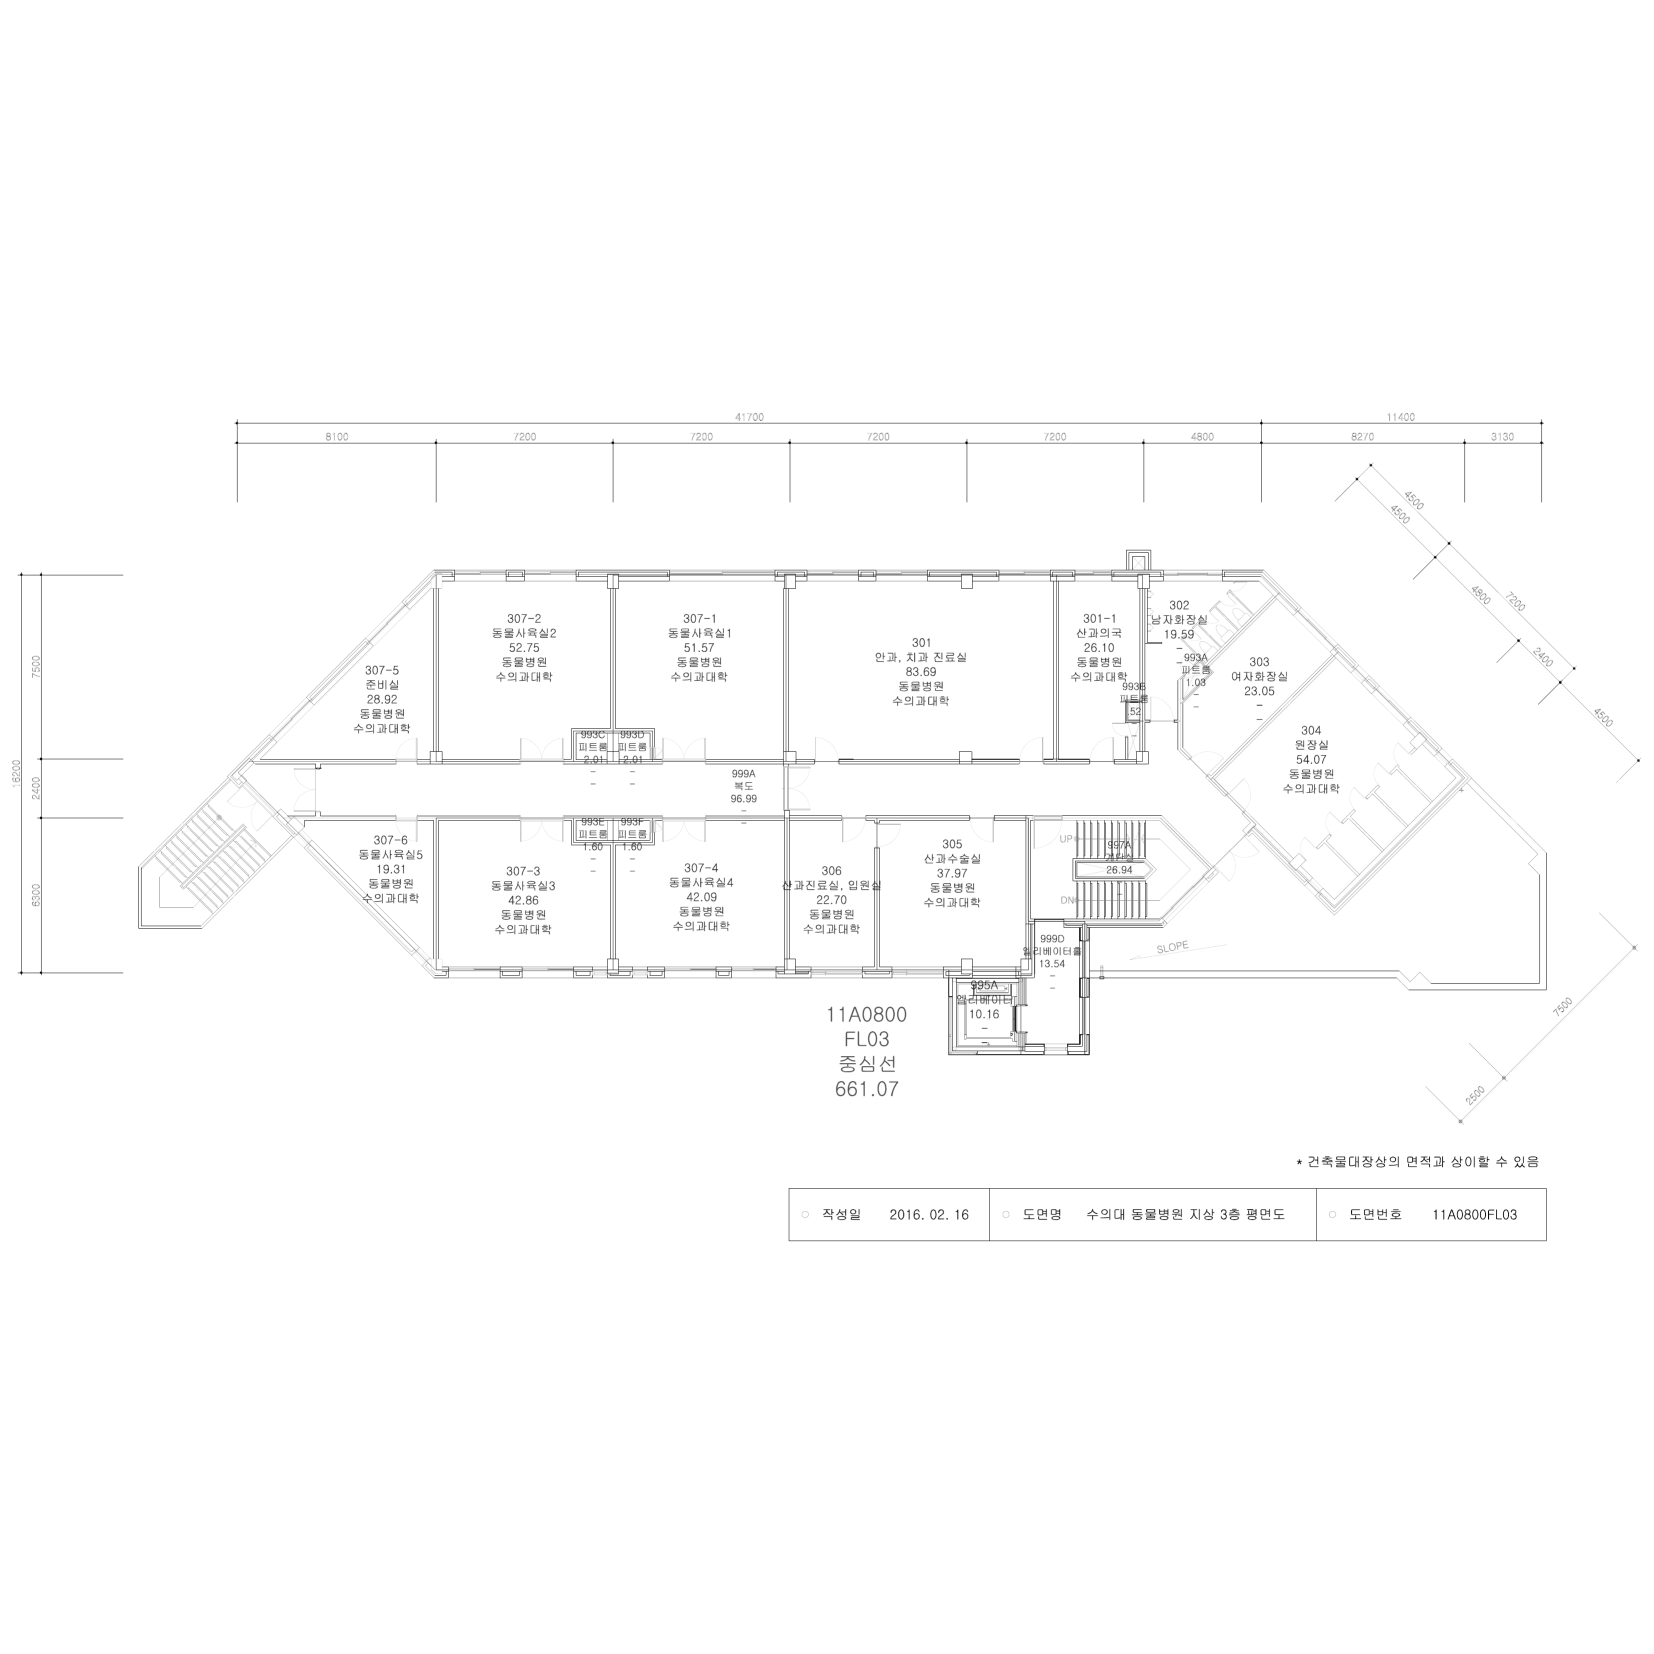 41700
11400
8100
7200
7200
7200
7200
4800
8270
3130
4500
4500
4800
7200
2400
4500
7500
16200
2400
6300
307-5
준비실
28.92
동물병원
수의과대학
307-2
동물사육실2
52.75
동물병원
수의과대학
307-1
동물사육실1
51.57
동물병원
수의과대학
301
안과, 치과 진료실
83.69
동물병원
수의과대학
301-1
산과의국
26.10
동물병원
수의과대학
302
남자화장실
19.59
–
993A
피트룸
1.03
–
993B
피트룸
.52
–
303
여자화장실
23.05
–
–
304
원장실
54.07
동물병원
수의과대학
993C
피트룸
2.01
–
–
993D
피트룸
2.01
–
–
999A
복도
96.99
–
–
993E
피트룸
1.60
–
–
993F
피트룸
1.60
–
–
307-6
동물사육실5
19.31
동물병원
수의과대학
307-3
동물사육실3
42.86
동물병원
수의과대학
307-4
동물사육실4
42.09
동물병원
수의과대학
306
산과진료실, 입원실
22.70
동물병원
수의과대학
305
산과수술실
37.97
동물병원
수의과대학
UP
997A
계단실
26.94
–
DN
999D
엘리베이터홀
13.54
–
–
SLOPE
995A
엘리베이터
10.16
–
–
7500
2500
11A0800
FL03
중심선
661.07
* 건축물대장상의 면적과 상이할 수 있음
○ 작성일 2016. 02. 16 ○ 도면명 수의대 동물병원 지상 3층 평면도 ○ 도면번호 11A0800FL03